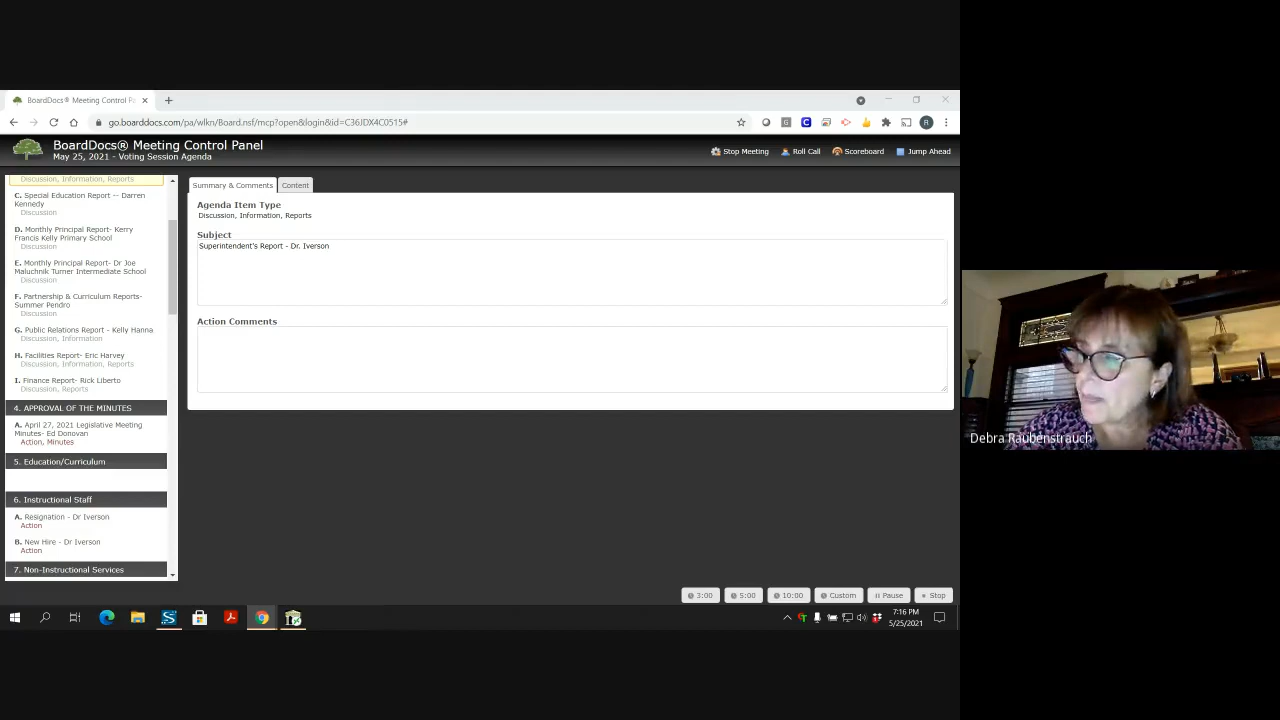 BoardDocs® Meeting Control Pa
go.boarddocs.com/pa/wlkn/Board.nsf/mcp?open&login&id=C36JDX4C0515#
BoardDocs® Meeting Control Panel
May 25, 2021 - Voting Session Agenda
Stop Meeting
Roll Call
Scoreboard
Jump Ahead
Discussion, Information, Reports
C. Special Education Report -- Darren
Kennedy
Discussion
D. Monthly Principal Report- Kerry
Francis Kelly Primary School
Discussion
E. Monthly Principal Report- Dr Joe
Maluchnik Turner Intermediate School
Discussion
F. Partnership & Curriculum Reports-
Summer Pendro
Discussion
G. Public Relations Report - Kelly Hanna
Discussion, Information
H. Facilities Report- Eric Harvey
Discussion, Information, Reports
I. Finance Report- Rick Liberto
Discussion, Reports
4. APPROVAL OF THE MINUTES
A. April 27, 2021 Legislative Meeting
Minutes- Ed Donovan
Action, Minutes
5. Education/Curriculum
6. Instructional Staff
A. Resignation - Dr Iverson
Action
B. New Hire - Dr Iverson
Action
7. Non-Instructional Services
Summary & Comments
Content
Agenda Item Type
Discussion, Information, Reports
Subject
Superintendent's Report - Dr. Iverson
Action Comments
3:00
5:00
10:00
Custom
Pause
Stop
7:16 PM
5/25/2021
Debra Raubenstrauch